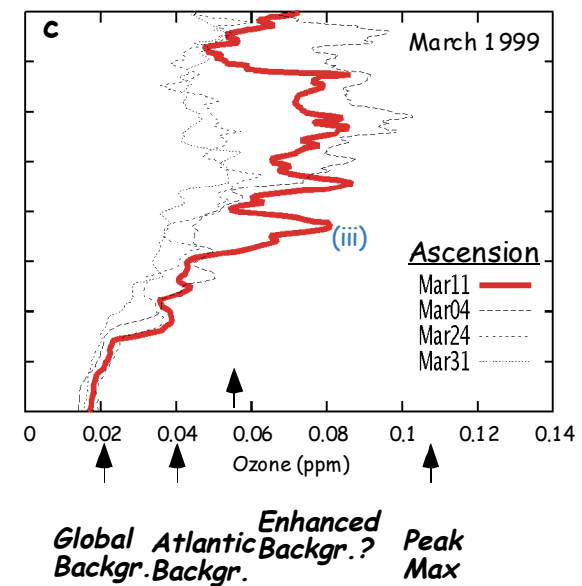 c
March 1999
(iii)
Ascension
Mar11
Mar04
Mar24
Mar31
0 0.02 0.04 0.06 0.08 0.1 0.12 0.14
Ozone (ppm)
Global Backgr.
Atlantic Backgr.
Enhanced Backgr.?
Peak Max